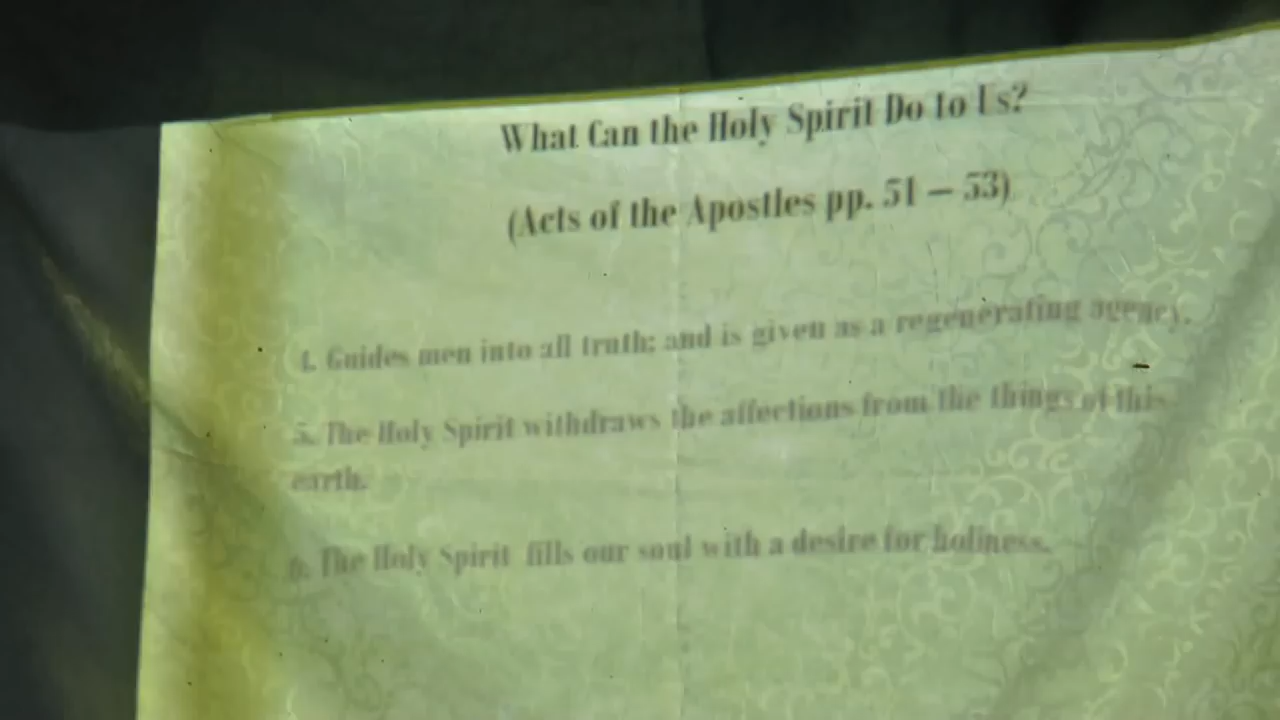 What Can the Holy Spirit Do to Us?
(Acts of the Apostles pp. 51 – 53)
4. Guides men into all truth; and is given as a regenerating agency.
5. The Holy Spirit withdraws the affections from the things of this
earth.
6. The Holy Spirit fills our soul with a desire for holiness.